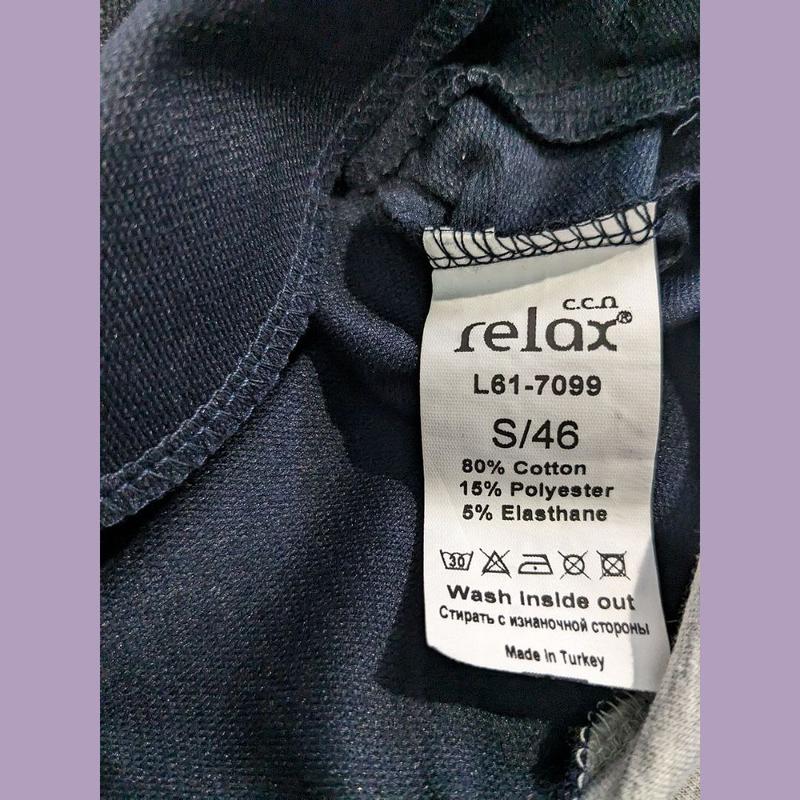 c.c.n
relax®
L61-7099
S/46
80% Cotton
15% Polyester
5% Elasthane
30
Wash inside out
Стирать с изнаночной стороны
Made in Turkey